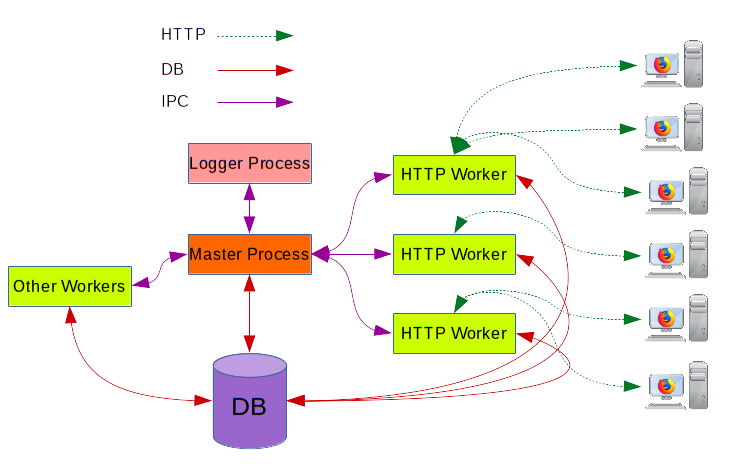 HTTP
DB
IPC
Logger Process
HTTP Worker
Master Process
HTTP Worker
Other Workers
HTTP Worker
DB